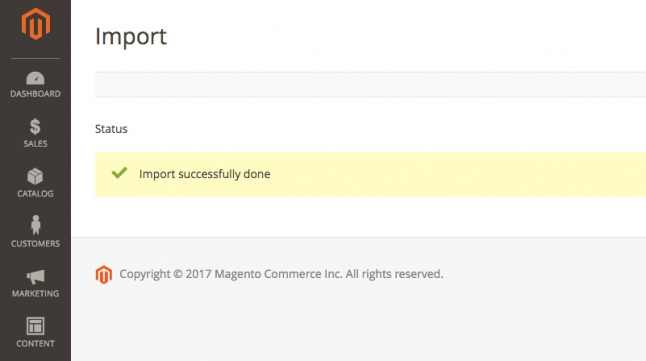 Import
DASHBOARD
Status
SALES
Import successfully done
CATALOG
CUSTOMERS
Copyright © 2017 Magento Commerce Inc. All rights reserved.
MARKETING
CONTENT